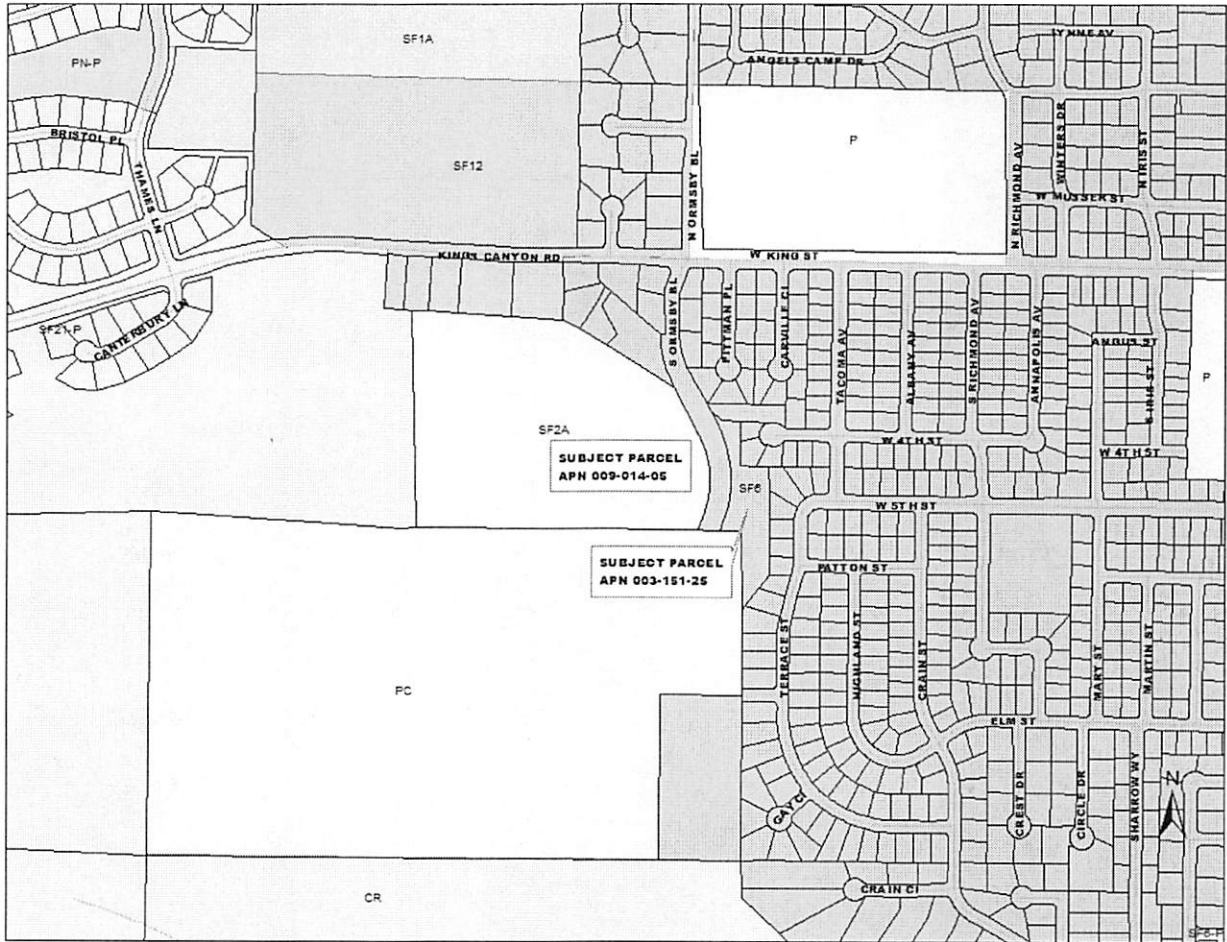 SF1A
LYNNE AV
PN-P
ANGELS CAMP DR
BRISTOL PL
THAMES LN
SF12
N ORMSBY BL
P
N RICHMOND AV
WINTERS DR
N IRIS ST
W MUSSER ST
KINGS CANYON RD
W KING ST
SF21-P
CANTERBURY LN
S ORMSBY BL
PITTMAN PL
CARVILLE CI
TACOMA AV
ALBANY AV
S RICHMOND AV
ANNAPOLIS AV
ANGUS ST
S IRIS ST
P
SF2A
W 4TH ST
W 4TH ST
SUBJECT PARCEL
APN 009-014-05
SF6
W 5TH ST
SUBJECT PARCEL
APN 003-151-25
PATTON ST
TERRACE ST
HIGHLAND ST
CRAIN ST
MARY ST
MARTIN ST
PC
ELM ST
GAY CI
CREST DR
CIRCLE DR
SHARROW WY
N
CR
CRAIN CI
SF6-P